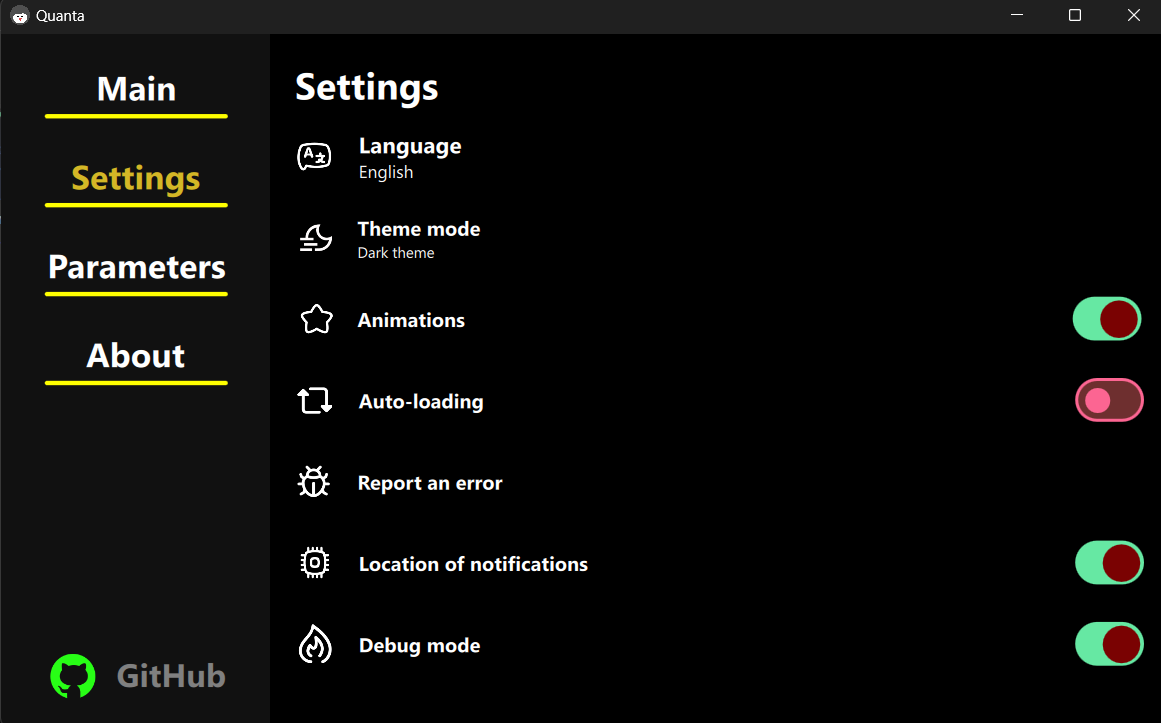 Quanta
Main
Settings
Parameters
About
GitHub
Settings
Language
English
Theme mode
Dark theme
Animations
Auto-loading
Report an error
Location of notifications
Debug mode